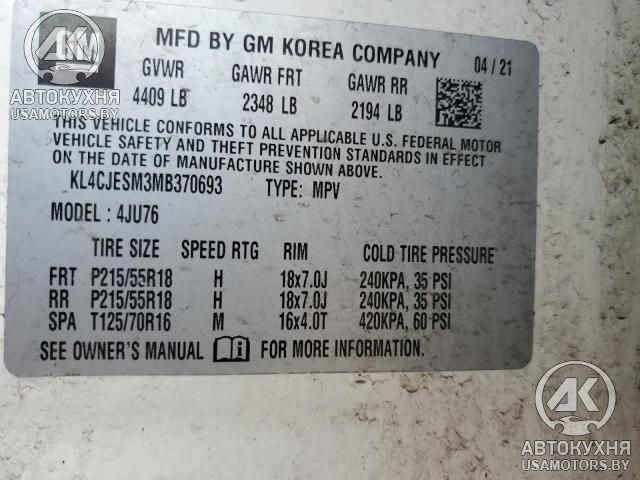 MFD BY GM KOREA COMPANY 04 / 21
GVWR GAWR FRT GAWR RR
4409 LB 2348 LB 2194 LB
THIS VEHICLE CONFORMS TO ALL APPLICABLE U.S. FEDERAL MOTOR
VEHICLE SAFETY AND THEFT PREVENTION STANDARDS IN EFFECT
ON THE DATE OF MANUFACTURE SHOWN ABOVE.
KL4CJESM3MB370693 TYPE: MPV
MODEL : 4JU76
TIRE SIZE SPEED RTG RIM COLD TIRE PRESSURE
FRT P215/55R18 H 18x7.0J 240KPA, 35 PSI
RR P215/55R18 H 18x7.0J 240KPA, 35 PSI
SPA T125/70R16 M 16x4.0T 420KPA, 60 PSI
SEE OWNER'S MANUAL i FOR MORE INFORMATION.
АВТОКУХНЯ
USAMOTORS.BY
АК
АВТОКУХНЯ
USAMOTORS.BY